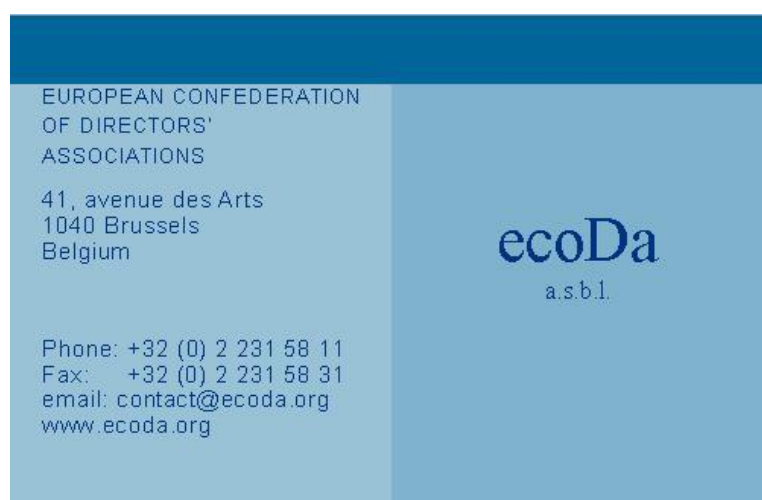 EUROPEAN CONFEDERATION
OF DIRECTORS'
ASSOCIATIONS
41, avenue des Arts
1040 Brussels
Belgium
Phone: +32 (0) 2 231 58 11
Fax: +32 (0) 2 231 58 31
email: contact@ecoda.org
www.ecoda.org
ecoDa
a.s.b.l.